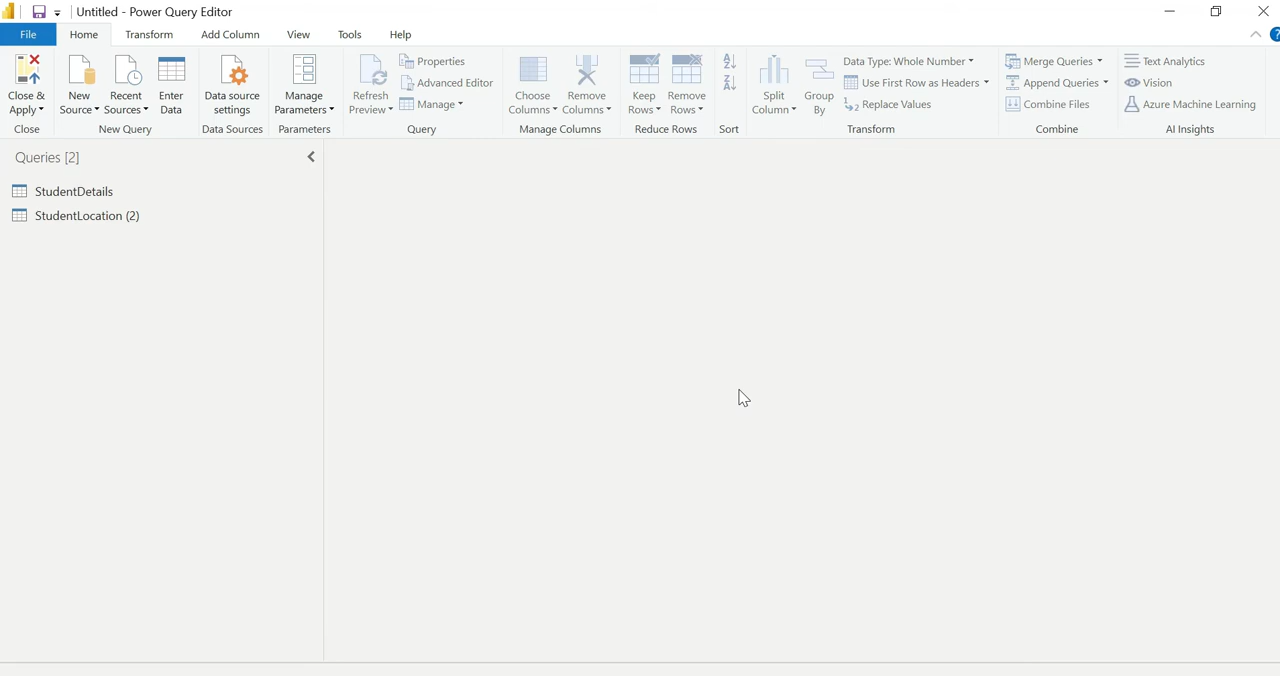 Untitled - Power Query Editor
File Home Transform Add Column View Tools Help
Close & Apply
Close
New Source
Recent Sources
Enter Data
New Query
Data source settings
Data Sources
Manage Parameters
Parameters
Refresh Preview
Properties
Advanced Editor
Manage
Query
Choose Columns
Remove Columns
Manage Columns
Keep Rows
Remove Rows
Reduce Rows
Sort
Split Column
Group By
Data Type: Whole Number
Use First Row as Headers
Replace Values
Transform
Merge Queries
Append Queries
Combine Files
Combine
Text Analytics
Vision
Azure Machine Learning
AI Insights
Queries [2]
StudentDetails
StudentLocation (2)